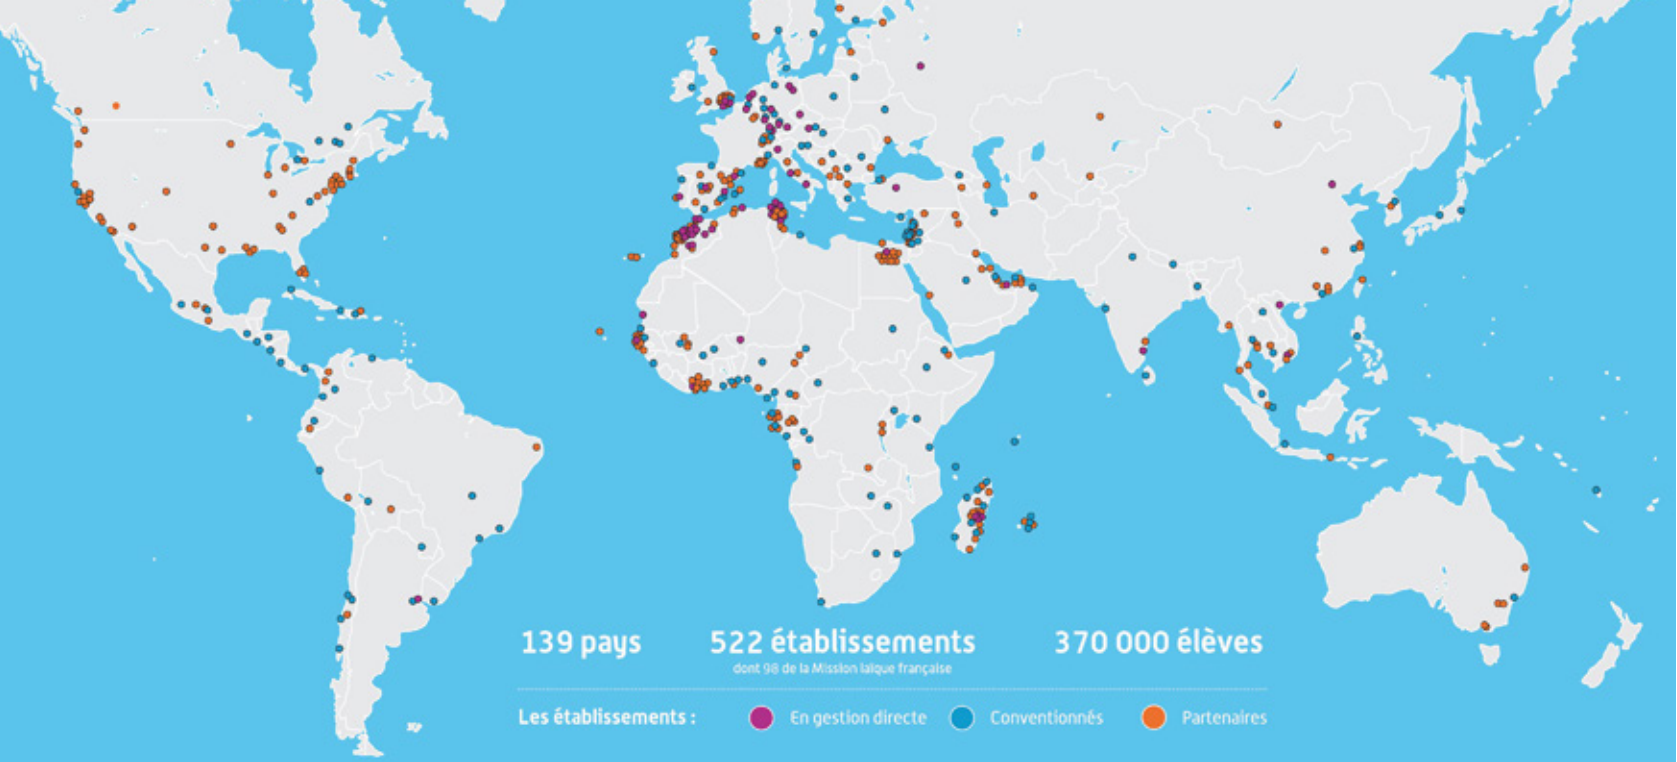 139 pays
522 établissements
370 000 élèves
dont 98 de la Mission laïque française
Les établissements :
En gestion directe
Conventionnés
Partenaires